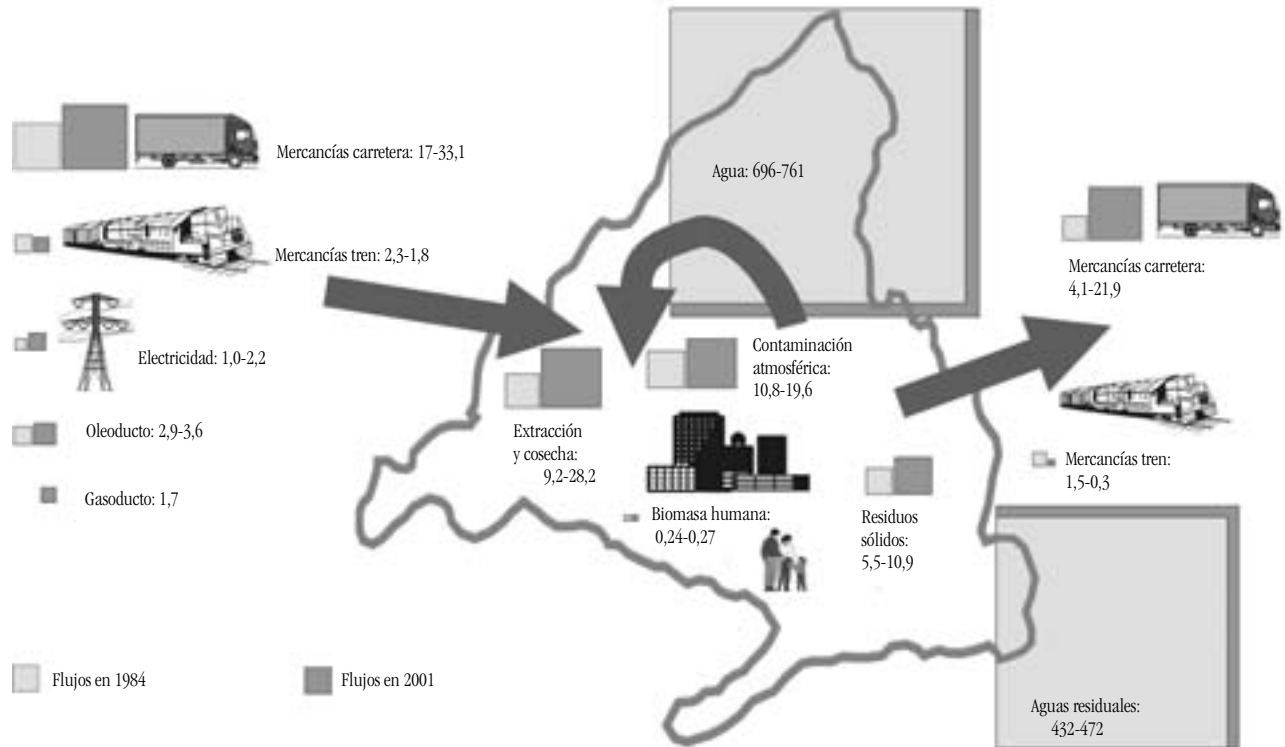 Mercancías carretera: 17-33,1
Mercancías tren: 2,3-1,8
Electricidad: 1,0-2,2
Oleoducto: 2,9-3,6
Gasoducto: 1,7
Agua: 696-761
Contaminación
atmosférica:
10,8-19,6
Extracción
y cosecha:
9,2-28,2
Biomasa humana:
0,24-0,27
Residuos
sólidos:
5,5-10,9
Mercancías carretera:
4,1-21,9
Mercancías tren:
1,5-0,3
Aguas residuales:
432-472
Flujos en 1984
Flujos en 2001